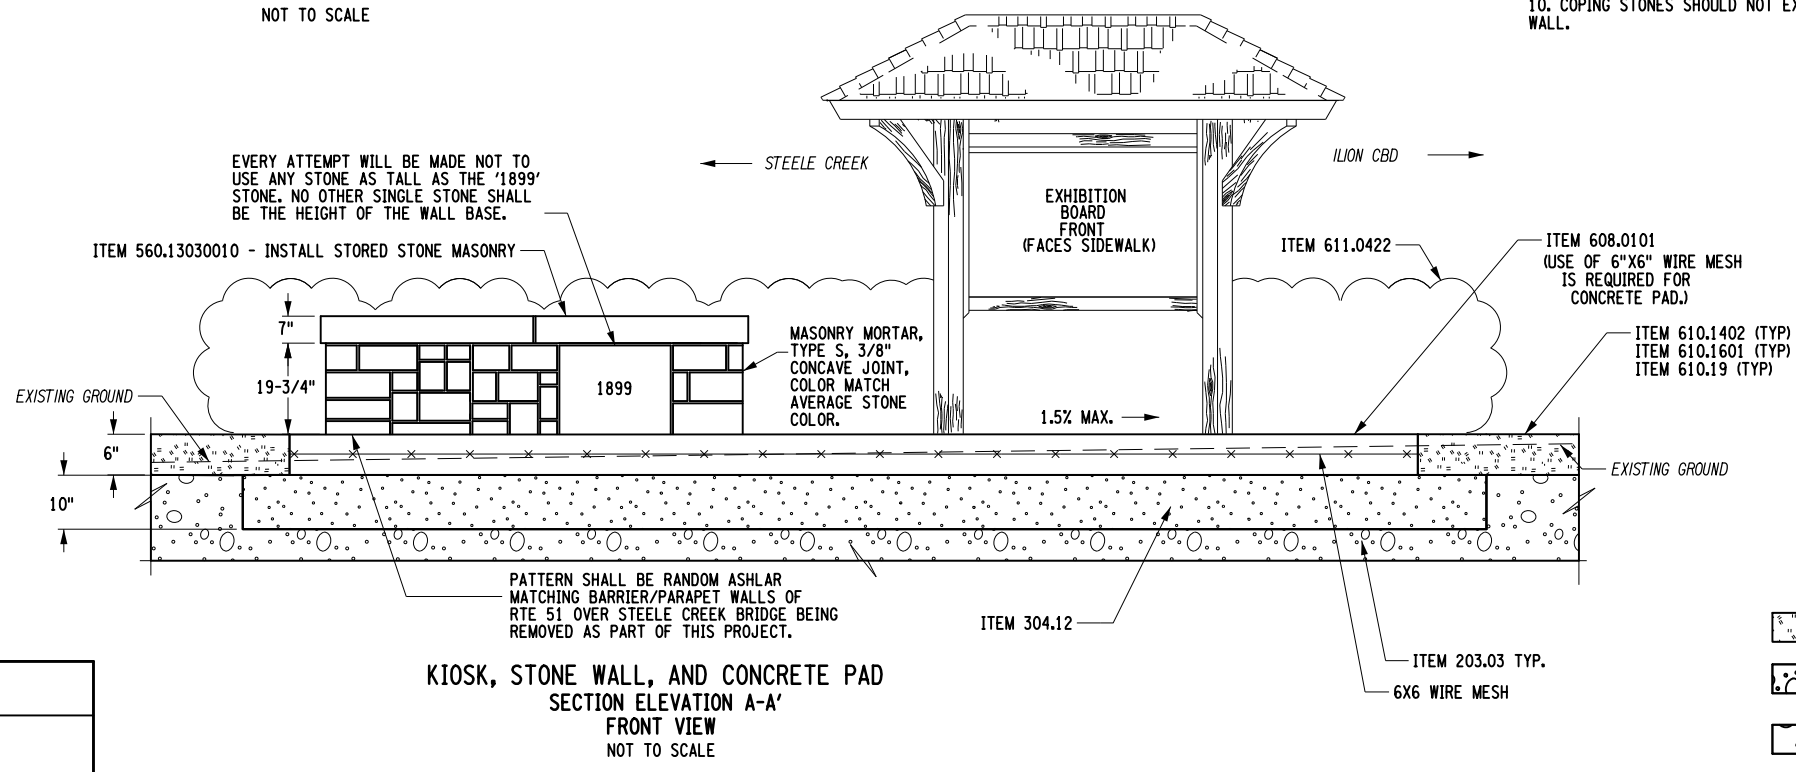 NOT TO SCALE
10. COPING STONES SHOULD NOT
WALL.
EVERY ATTEMPT WILL BE MADE NOT TO
USE ANY STONE AS TALL AS THE '1899'
STONE. NO OTHER SINGLE STONE SHALL
BE THE HEIGHT OF THE WALL BASE.
ITEM 560.13030010 - INSTALL STORED STONE MASONRY
STEELE CREEK
ILION CBD
EXHIBITION
BOARD
FRONT
(FACES SIDEWALK)
ITEM 611.0422
ITEM 608.0101
(USE OF 6"X6" WIRE MESH
IS REQUIRED FOR
CONCRETE PAD.)
ITEM 610.1402 (TYP)
ITEM 610.1601 (TYP)
ITEM 610.19 (TYP)
7"
19-3/4"
1899
MASONRY MORTAR,
TYPE S, 3/8"
CONCAVE JOINT,
COLOR MATCH
AVERAGE STONE
COLOR.
EXISTING GROUND
1.5% MAX.
6"
10"
EXISTING GROUND
PATTERN SHALL BE RANDOM ASHLAR
MATCHING BARRIER/PARAPET WALLS OF
RTE 51 OVER STEELE CREEK BRIDGE BEING
REMOVED AS PART OF THIS PROJECT.
ITEM 304.12
ITEM 203.03 TYP.
6X6 WIRE MESH
KIOSK, STONE WALL, AND CONCRETE PAD
SECTION ELEVATION A-A'
FRONT VIEW
NOT TO SCALE